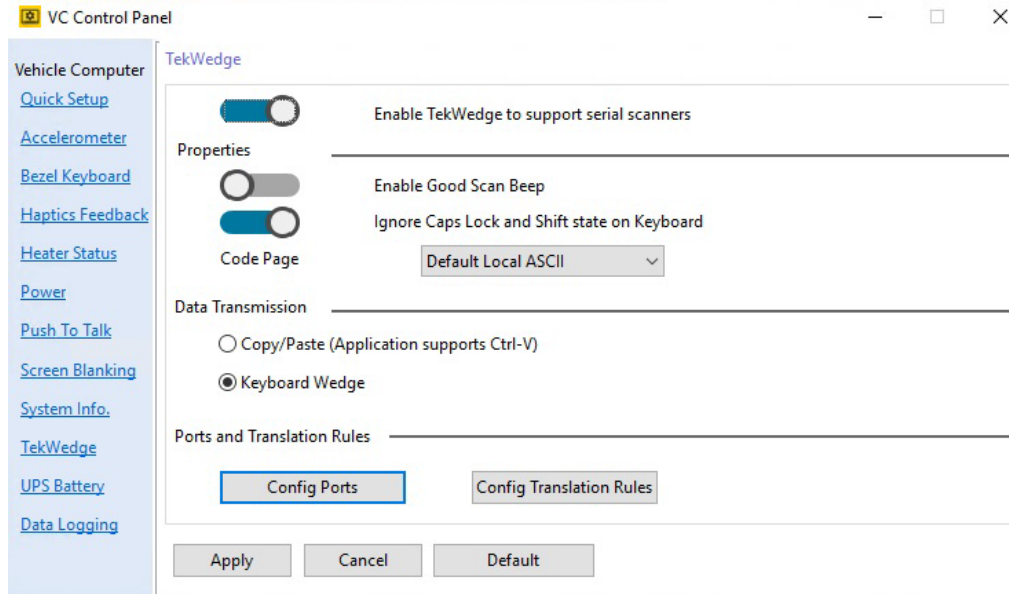 VC Control Panel
Vehicle Computer
Quick Setup
Accelerometer
Bezel Keyboard
Haptics Feedback
Heater Status
Power
Push To Talk
Screen Blanking
System Info.
TekWedge
UPS Battery
Data Logging
TekWedge
Enable TekWedge to support serial scanners
Properties
Enable Good Scan Beep
Ignore Caps Lock and Shift state on Keyboard
Code Page
Default Local ASCII
Data Transmission
Copy/Paste (Application supports Ctrl-V)
Keyboard Wedge
Ports and Translation Rules
Config Ports
Config Translation Rules
Apply
Cancel
Default